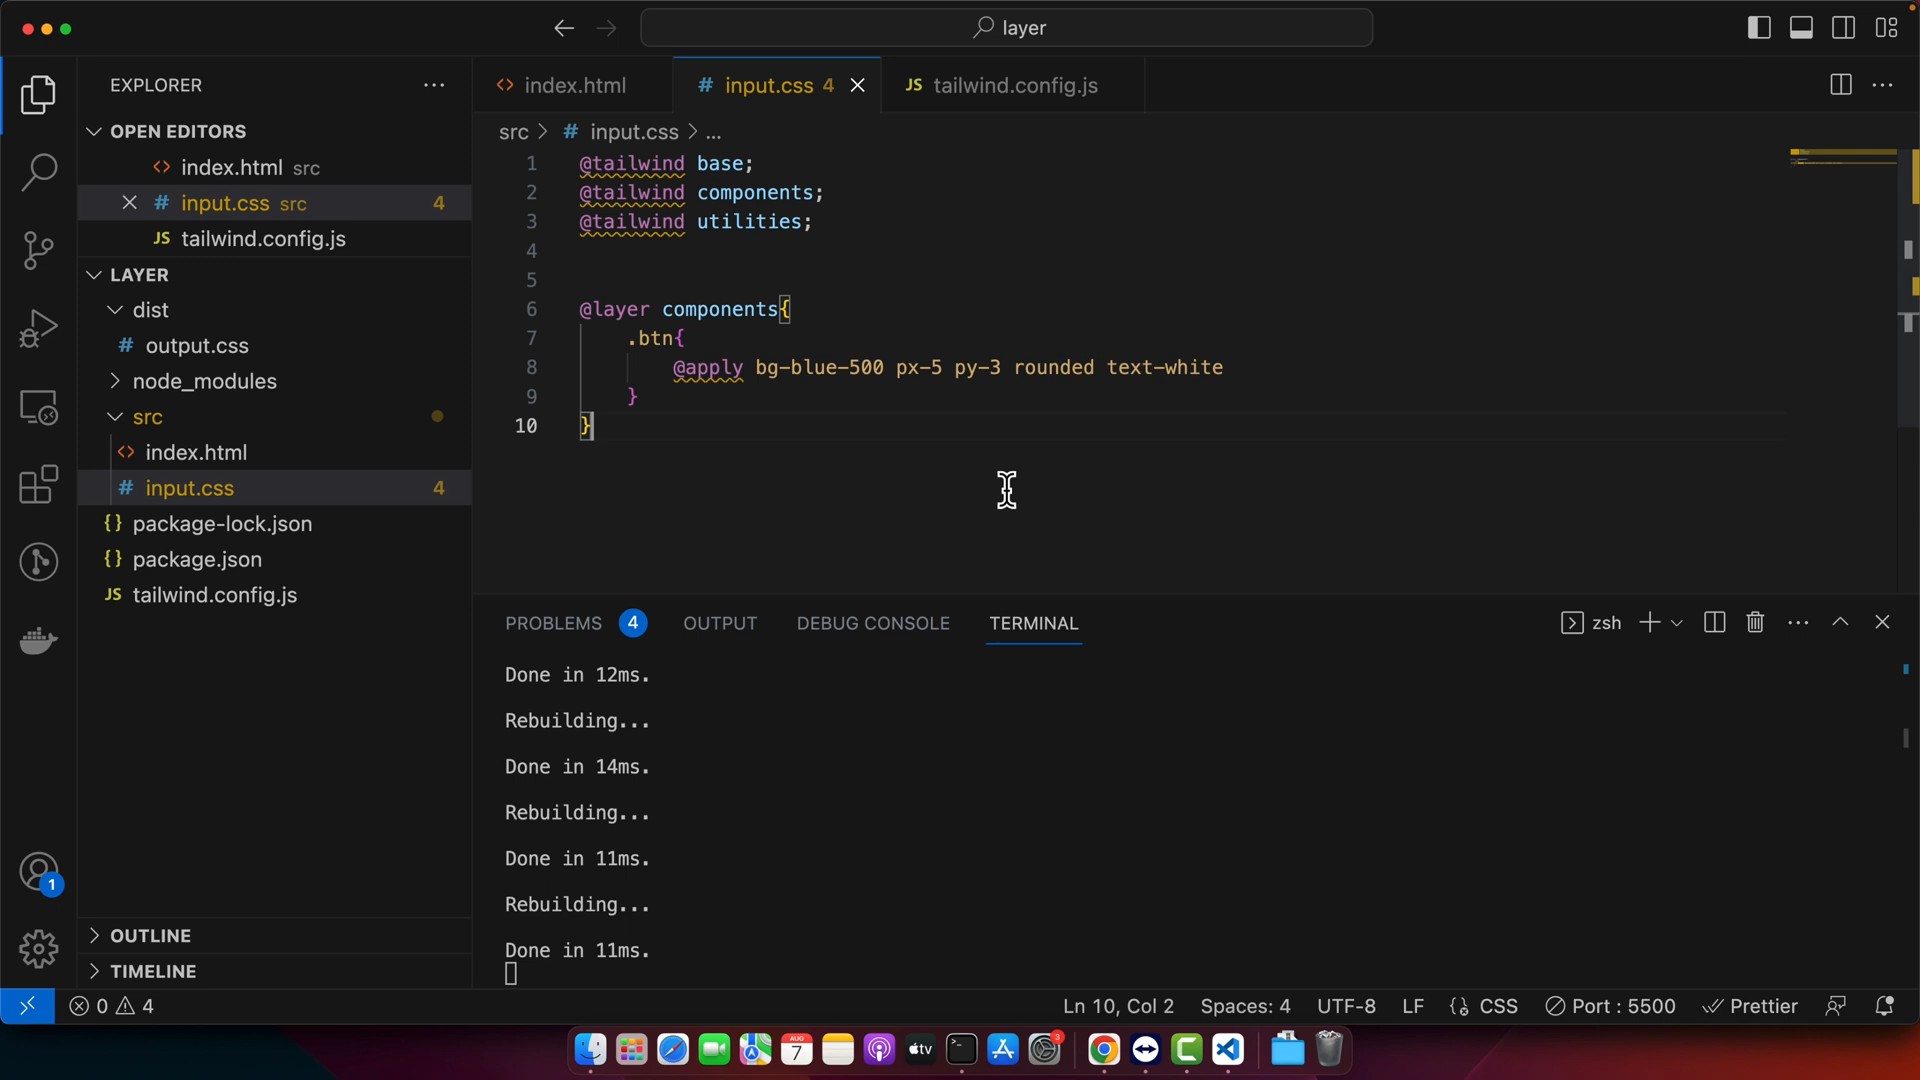 layer
EXPLORER
OPEN EDITORS
index.html src
input.css src 4
tailwind.config.js
LAYER
dist
output.css
node_modules
src
index.html
input.css 4
package-lock.json
package.json
tailwind.config.js
OUTLINE
TIMELINE
1
index.html
input.css 4
tailwind.config.js
src > input.css > ...
1 @tailwind base;
2 @tailwind components;
3 @tailwind utilities;
4
5
6 @layer components{
7 .btn{
8 @apply bg-blue-500 px-5 py-3 rounded text-white
9 }
10 }
PROBLEMS 4 OUTPUT DEBUG CONSOLE TERMINAL
zsh
Done in 12ms.
Rebuilding...
Done in 14ms.
Rebuilding...
Done in 11ms.
Rebuilding...
Done in 11ms.
0 4
Ln 10, Col 2 Spaces: 4 UTF-8 LF CSS Port : 5500 Prettier
AUG
7
tv
3